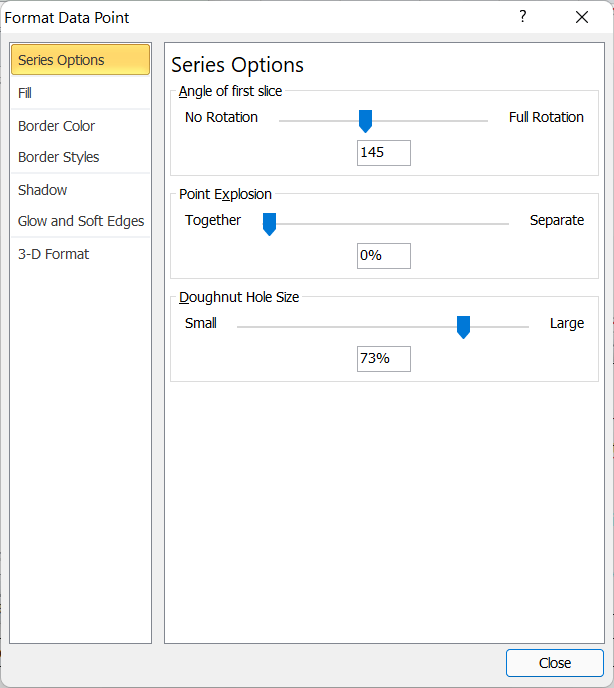 Format Data Point
?
Series Options
Fill
Border Color
Border Styles
Shadow
Glow and Soft Edges
3-D Format
Series Options
Angle of first slice
No Rotation Full Rotation
145
Point Explosion
Together Separate
0%
Doughnut Hole Size
Small Large
73%
Close